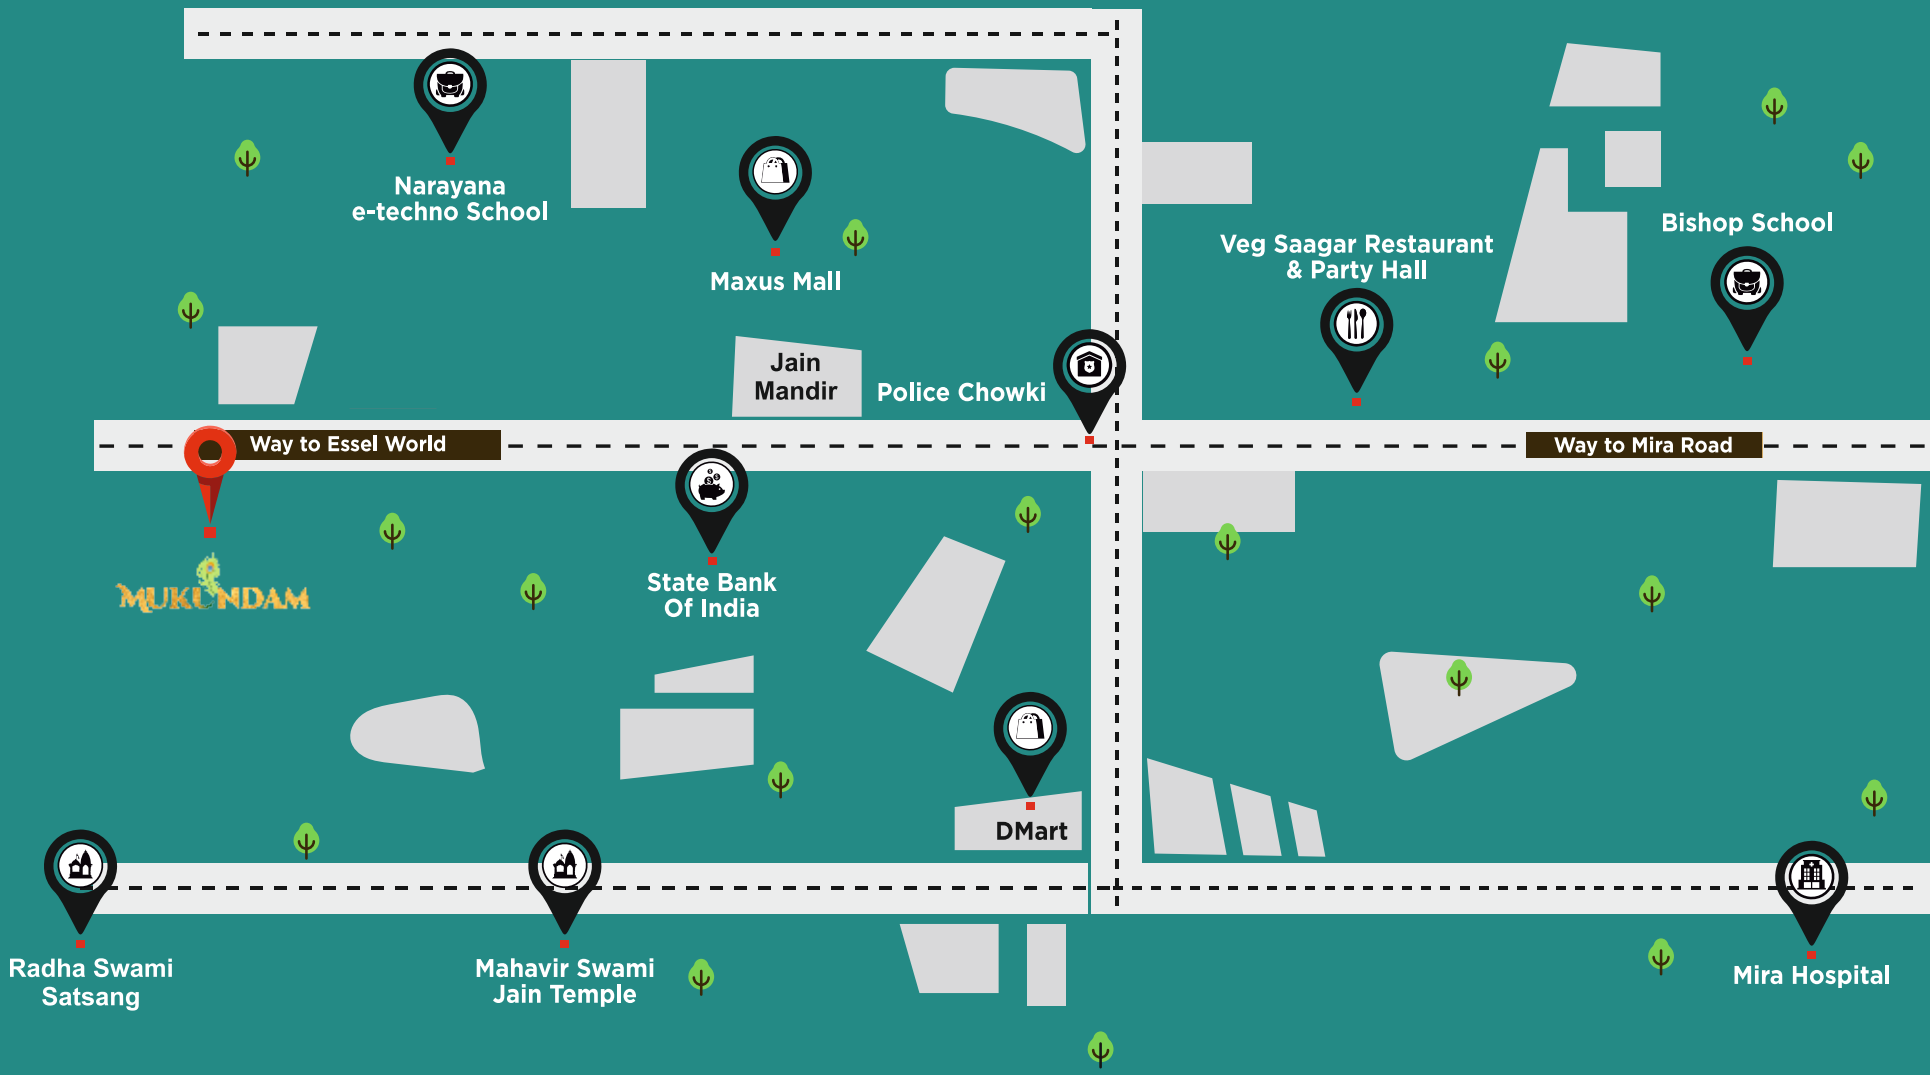 Narayana
e-techno School
Maxus Mall
Bishop School
Veg Saagar Restaurant
& Party Hall
Jain
Mandir
Police Chowki
Way to Essel World
Way to Mira Road
MUKUNDAM
State Bank
Of India
DMart
Radha Swami
Satsang
Mahavir Swami
Jain Temple
Mira Hospital